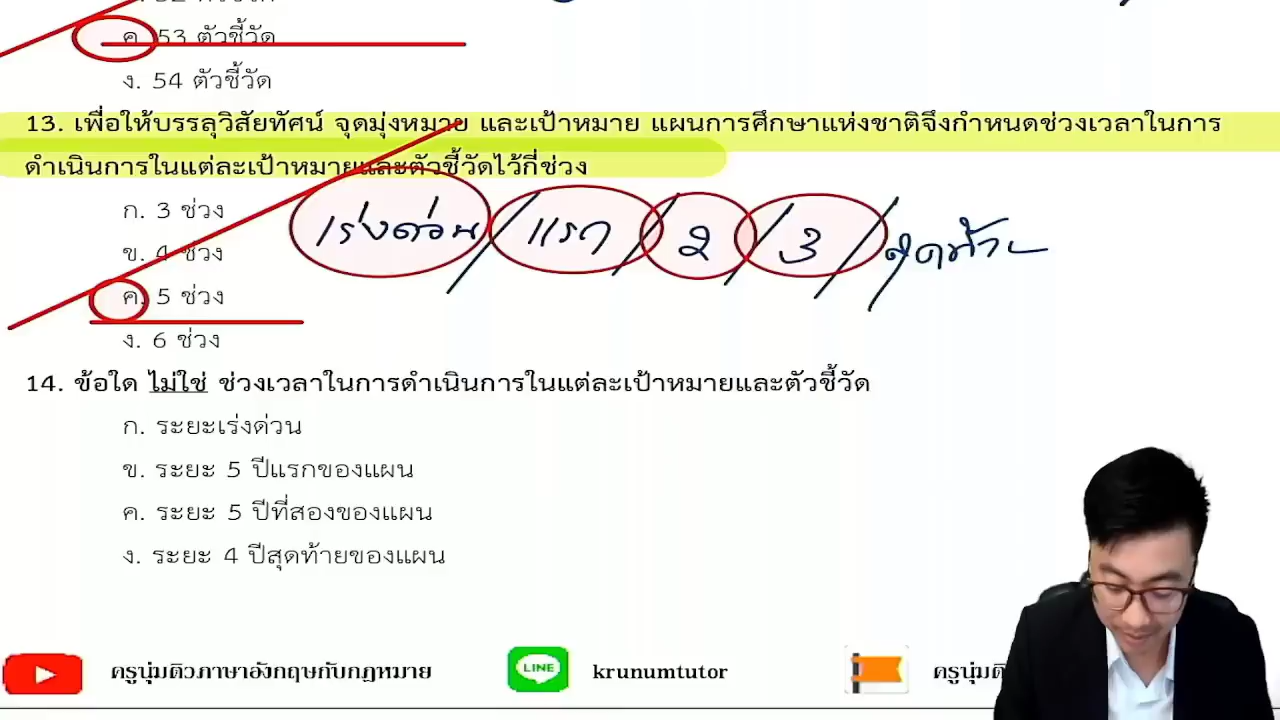 ค. 53 ตัวชี้วัด
ง. 54 ตัวชี้วัด
13. เพื่อให้บรรลุวิสัยทัศน์ จุดมุ่งหมาย และเป้าหมาย แผนการศึกษาแห่งชาติจึงกำหนดช่วงเวลาในการ
ดำเนินการในแต่ละเป้าหมายและตัวชี้วัดไว้กี่ช่วง
ก. 3 ช่วง
เร่งด่วน / แรก / 2 / 3 / สุดท้าย
ข. 4 ช่วง
ค. 5 ช่วง
ง. 6 ช่วง
14. ข้อใด ไม่ใช่ ช่วงเวลาในการดำเนินการในแต่ละเป้าหมายและตัวชี้วัด
ก. ระยะเร่งด่วน
ข. ระยะ 5 ปีแรกของแผน
ค. ระยะ 5 ปีที่สองของแผน
ง. ระยะ 4 ปีสุดท้ายของแผน
ครูนุ่มติวภาษาอังกฤษกับกฎหมาย LINE krunumtutor